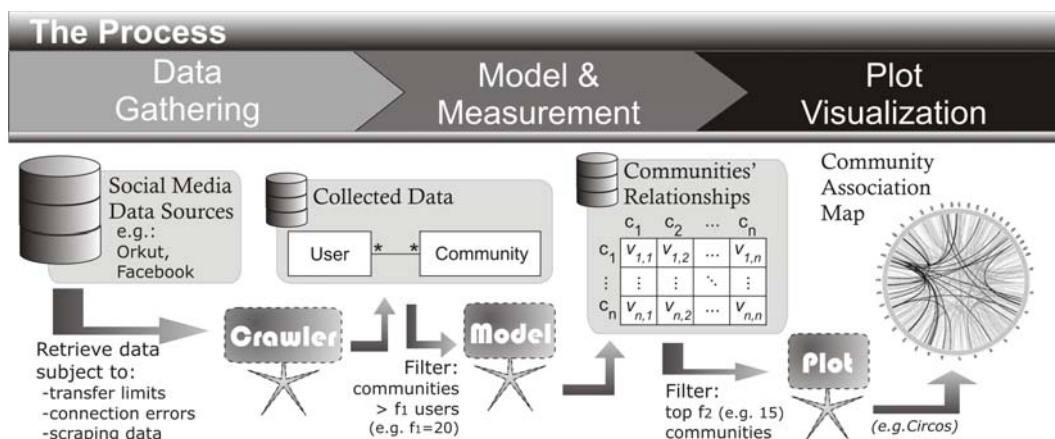 The Process
Data
Gathering
Model &
Measurement
Plot
Visualization
Social Media
Data Sources
e.g.:
Orkut,
Facebook
Retrieve data
subject to:
-transfer limits
-connection errors
-scraping data
Crawler
Collected Data
User * * Community
Filter:
communities
> f₁ users
(e.g. f₁=20)
Model
Communities'
Relationships
c₁ c₂ ... cₙ
c₁ v₁,₁ v₁,₂ ... v₁,ₙ
⋮ ⋮ ⋮ ⋱ ⋮
cₙ vₙ,₁ vₙ,₂ ... vₙ,ₙ
Filter:
top f₂ (e.g. 15)
communities
Plot
(e.g.Circos)
Community
Association
Map